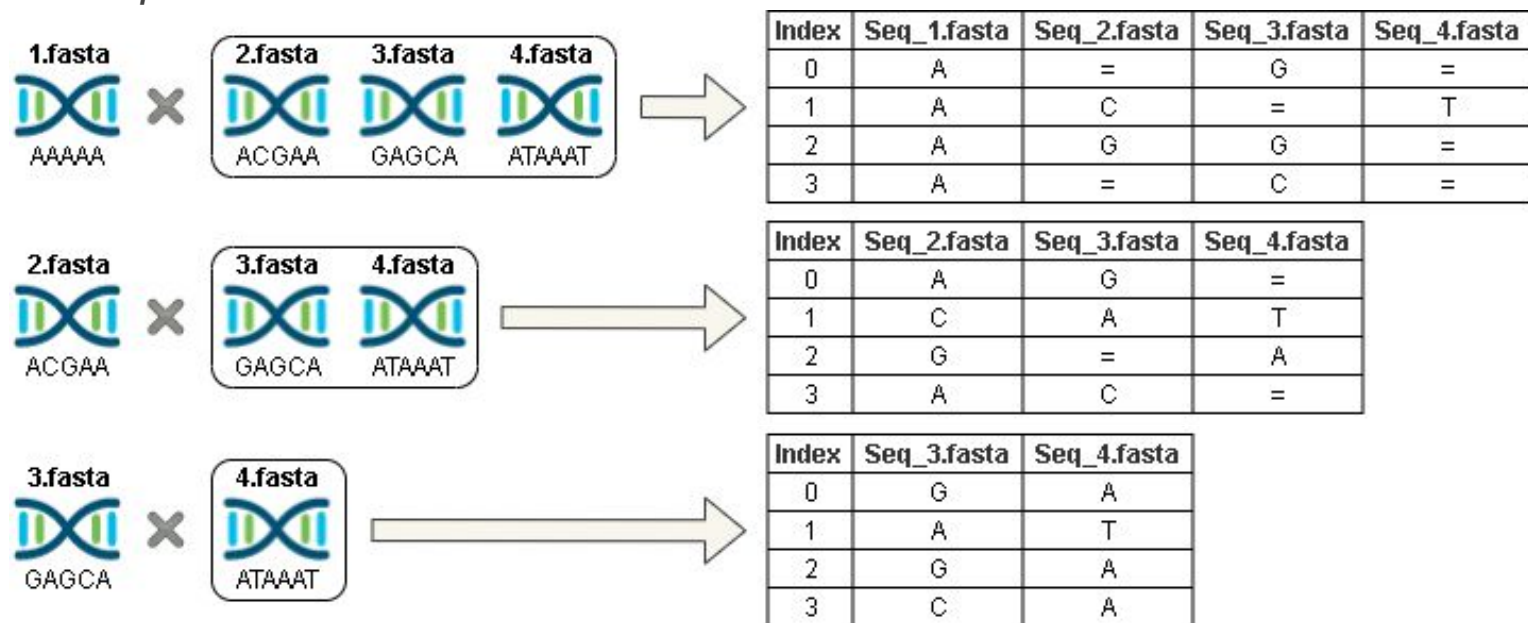 1.fasta 2.fasta 3.fasta 4.fasta
AAAAA ACGAA GAGCA ATAAAT
Index Seq_1.fasta Seq_2.fasta Seq_3.fasta Seq_4.fasta
0 A = G =
1 A C = T
2 A G G =
3 A = C =
2.fasta 3.fasta 4.fasta
ACGAA GAGCA ATAAAT
Index Seq_2.fasta Seq_3.fasta Seq_4.fasta
0 A G =
1 C A T
2 G = A
3 A C =
3.fasta 4.fasta
GAGCA ATAAAT
Index Seq_3.fasta Seq_4.fasta
0 G A
1 A T
2 G A
3 C A